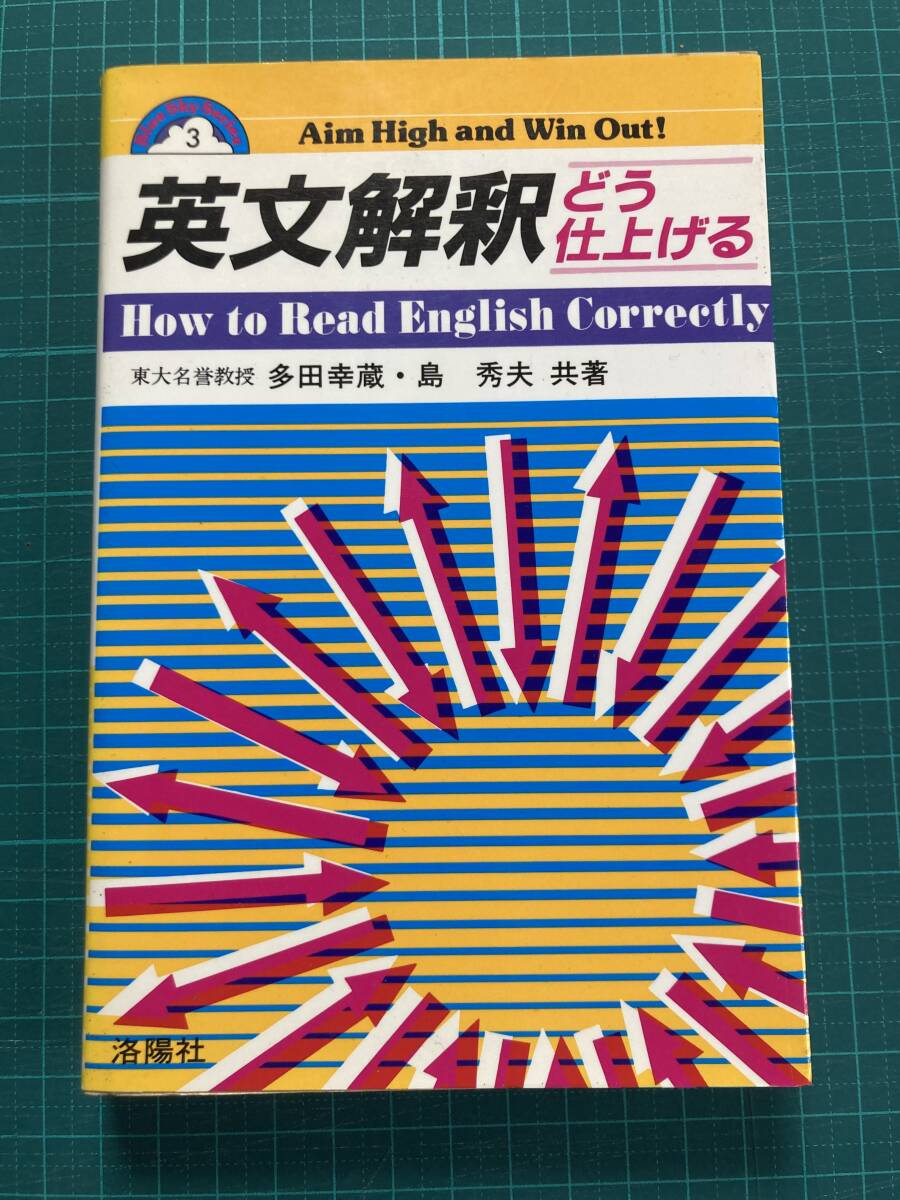 Blue Sky Series
3
Aim High and Win Out!
英文解釈
どう
仕上げる
How to Read English Correctly
東大名誉教授 多田幸蔵・島 秀夫 共著
洛陽社